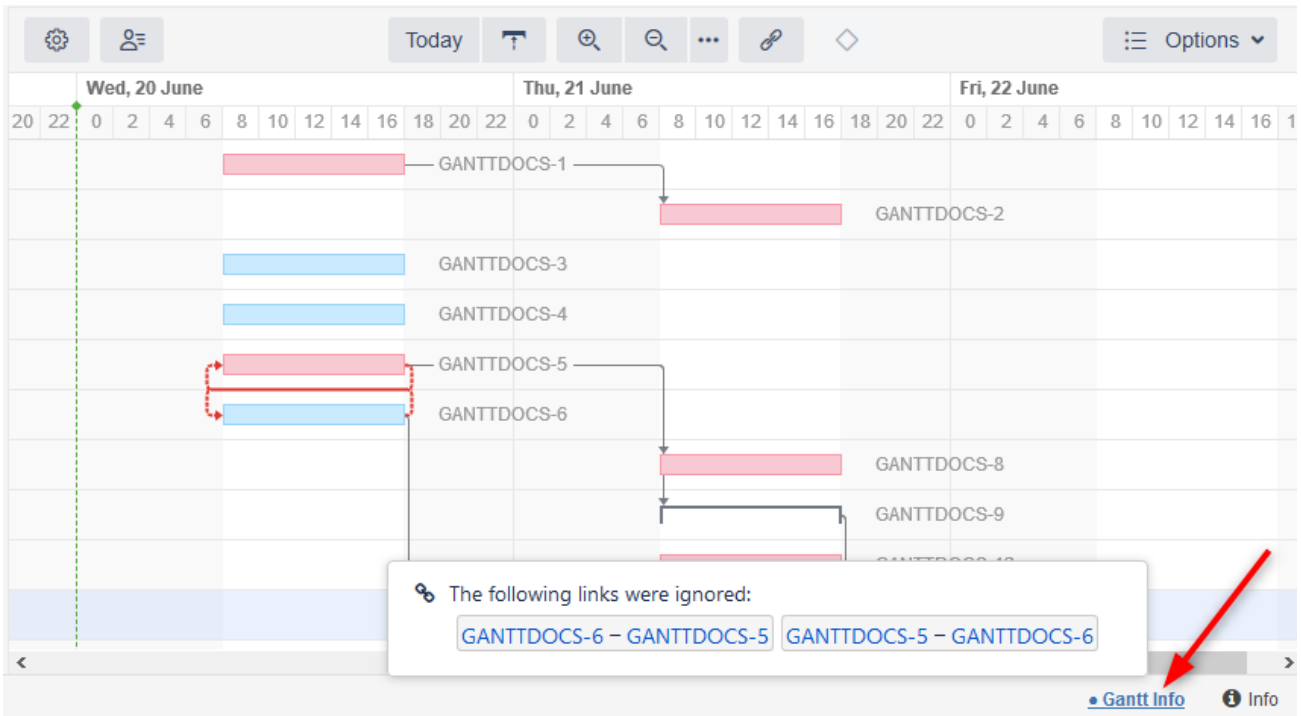 Today
Options
Wed, 20 June Thu, 21 June Fri, 22 June
20 22 0 2 4 6 8 10 12 14 16 18 20 22 0 2 4 6 8 10 12 14 16 18 20 22 0 2 4 6 8 10 12 14 16 1
GANTTDOCS-1
GANTTDOCS-2
GANTTDOCS-3
GANTTDOCS-4
GANTTDOCS-5
GANTTDOCS-6
GANTTDOCS-8
GANTTDOCS-9
The following links were ignored:
GANTTDOCS-6 – GANTTDOCS-5 GANTTDOCS-5 – GANTTDOCS-6
• Gantt Info Info